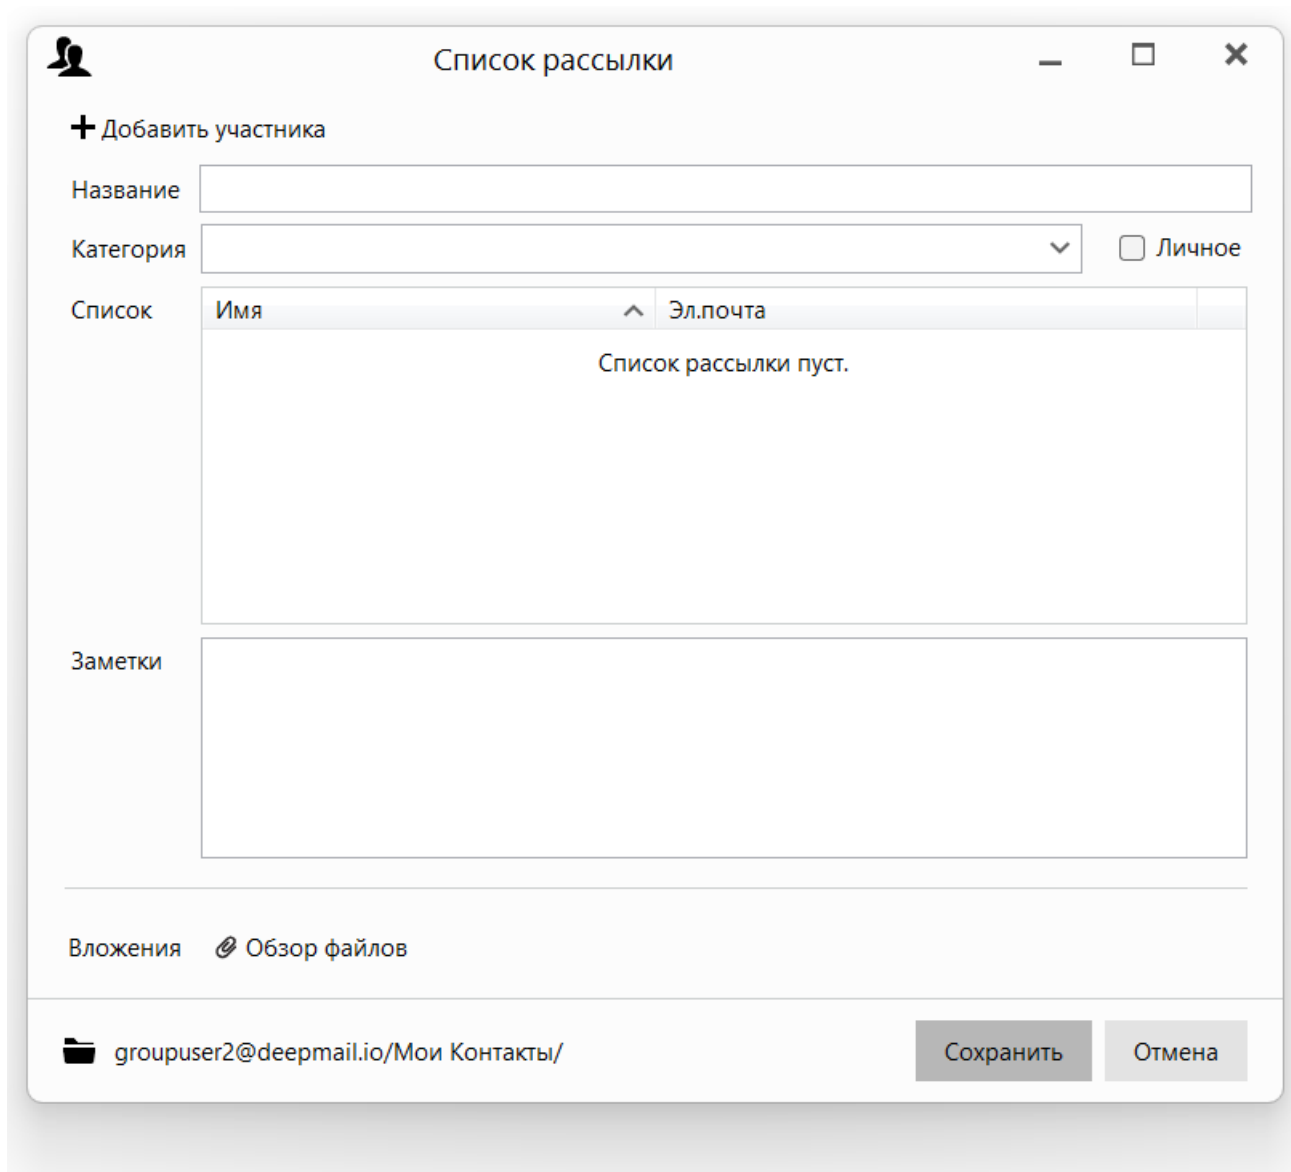 Список рассылки
Добавить участника
Название
Категория
Личное
Список
Имя
Эл.почта
Список рассылки пуст.
Заметки
Вложения
Обзор файлов
groupuser2@deepmail.io/Мои Контакты/
Сохранить
Отмена